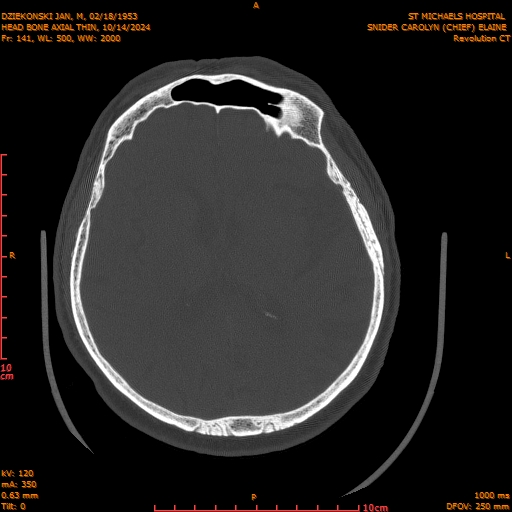 A
DZIEKONSKI JAN, M, 02/18/1953
HEAD BONE AXIAL THIN, 10/14/2024
Fr: 141, WL: 500, WW: 2000
ST MICHAELS HOSPITAL
SNIDER CAROLYN (CHIEF) ELAINE
Revolution CT
R
L
10
cm
kV: 120
mA: 350
0.63 mm
Tilt: 0
P
10cm
1000 ms
DFOV: 250 mm